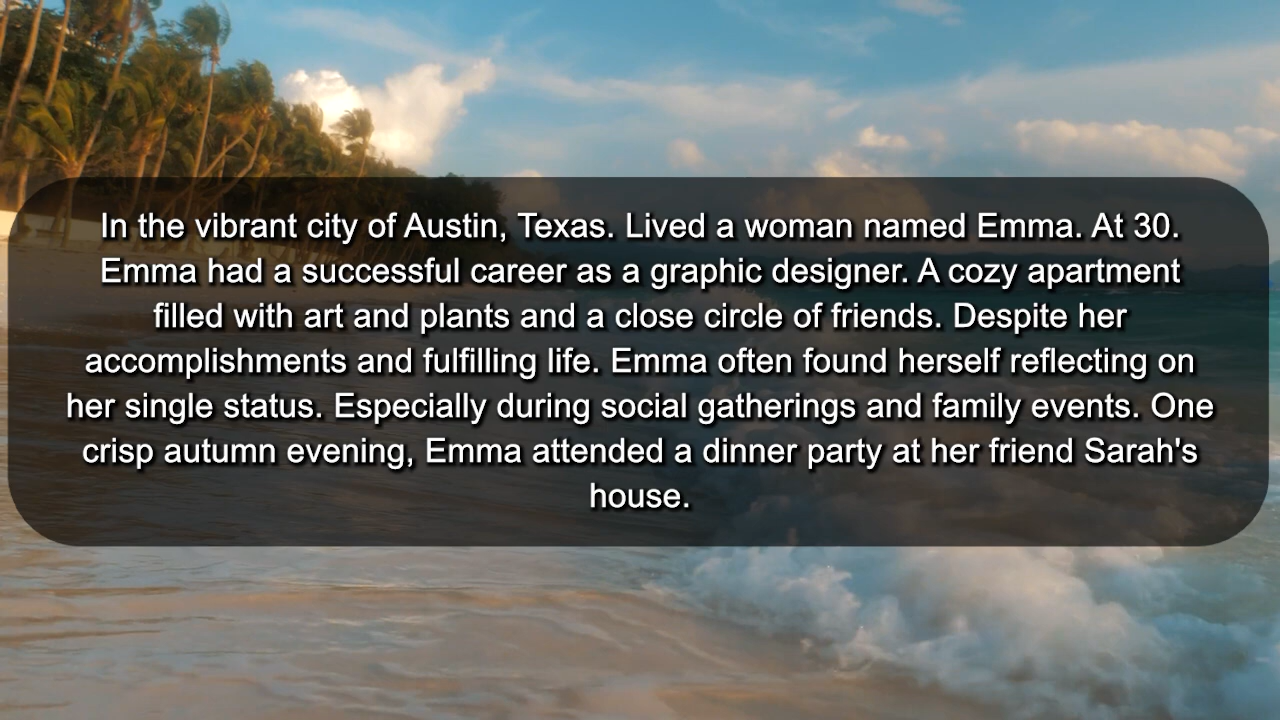 In the vibrant city of Austin, Texas. Lived a woman named Emma. At 30.
Emma had a successful career as a graphic designer. A cozy apartment
filled with art and plants and a close circle of friends. Despite her
accomplishments and fulfilling life. Emma often found herself reflecting on
her single status. Especially during social gatherings and family events. One
crisp autumn evening, Emma attended a dinner party at her friend Sarah's
house.